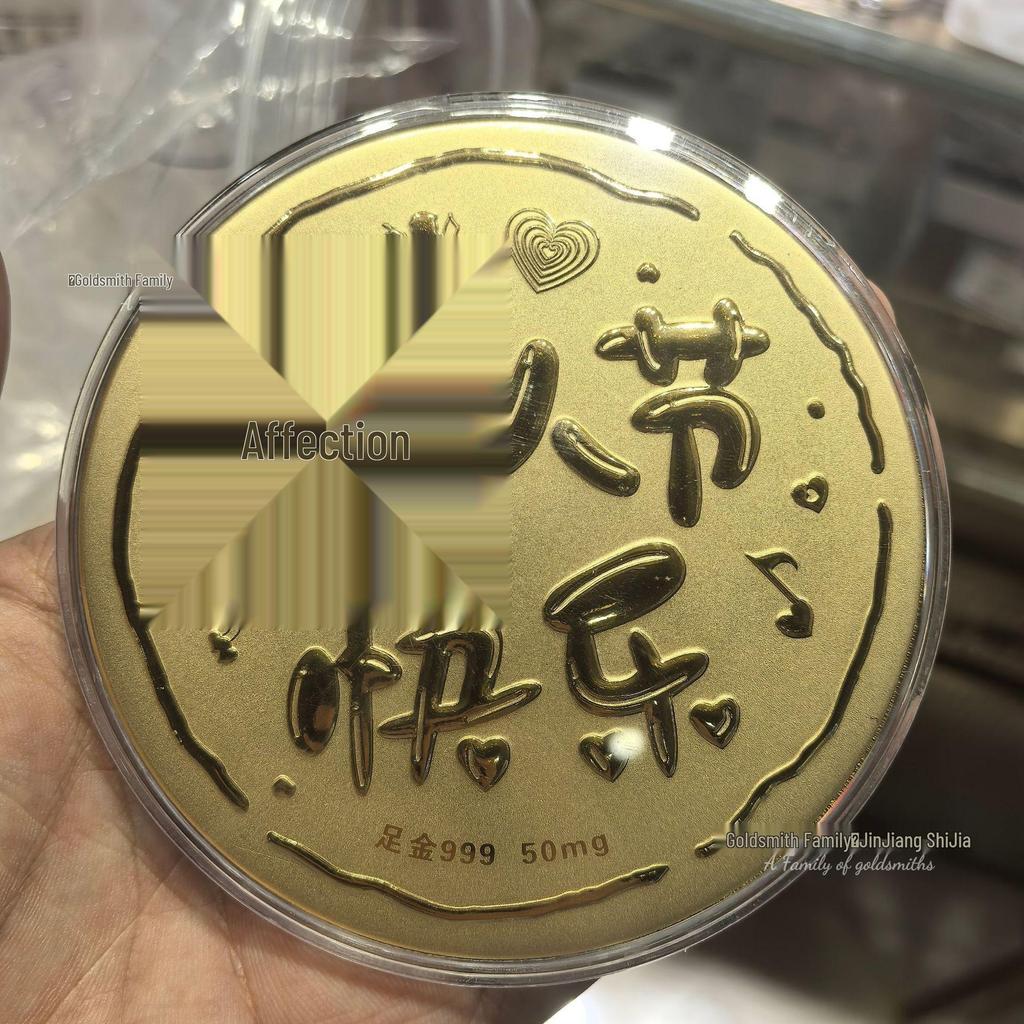 Goldsmith Family
Affection
节
快乐
足金999 50mg
Goldsmith Family JinJiang ShiJia
A Family of goldsmiths